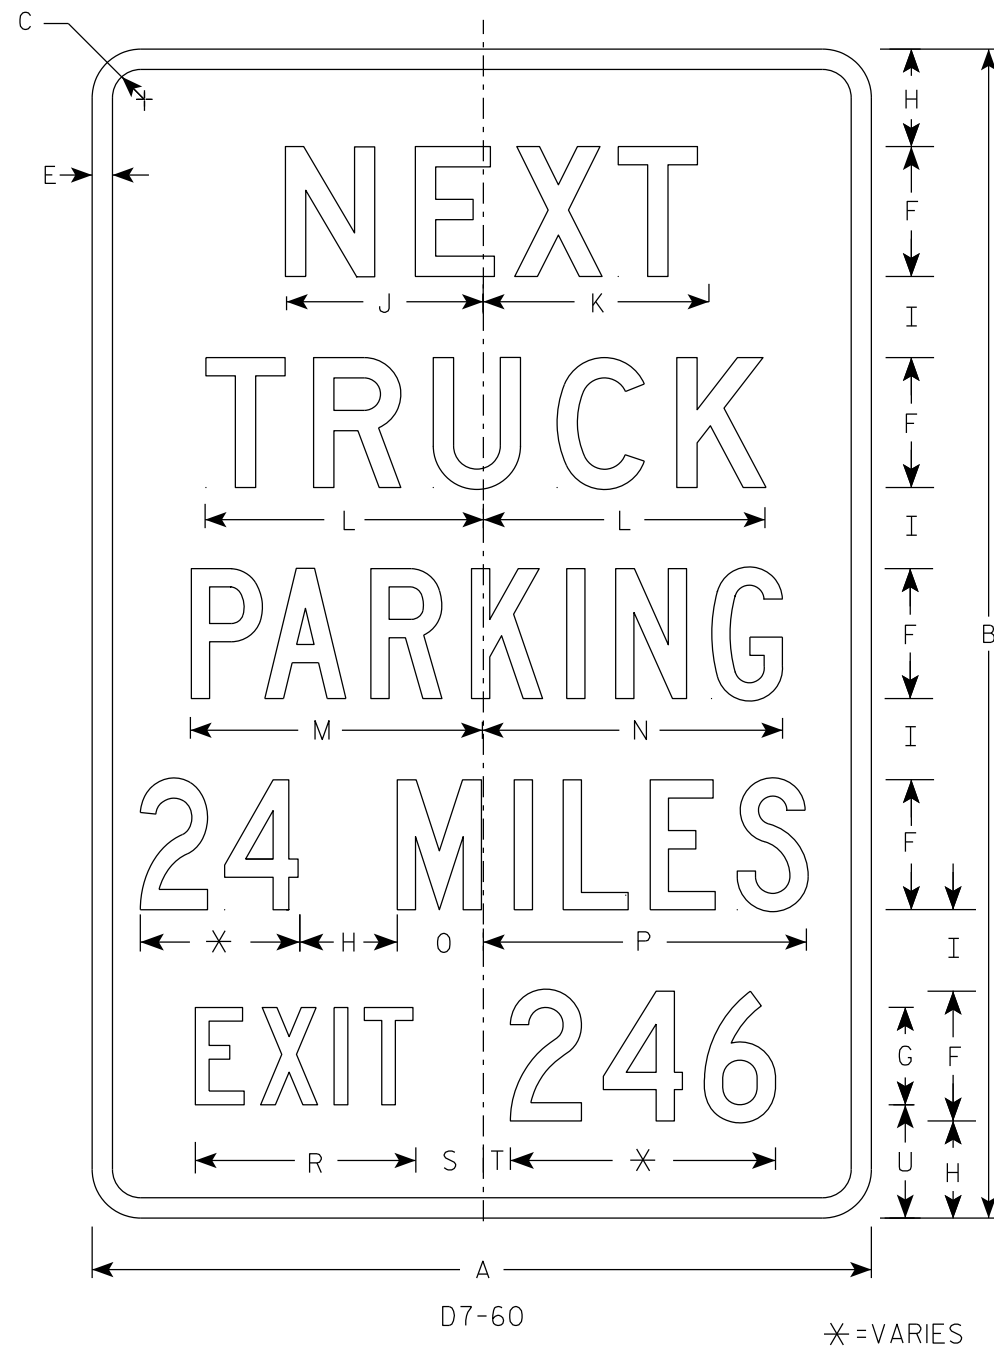 C
H
E
NEXT
F
J K
I
TRUCK
F
L L
I
PARKING
F
B
M N
I
24 MILES
F
* H O P
I
EXIT 246
G F
R S T *
U H
A
D7-60
*=VARIES